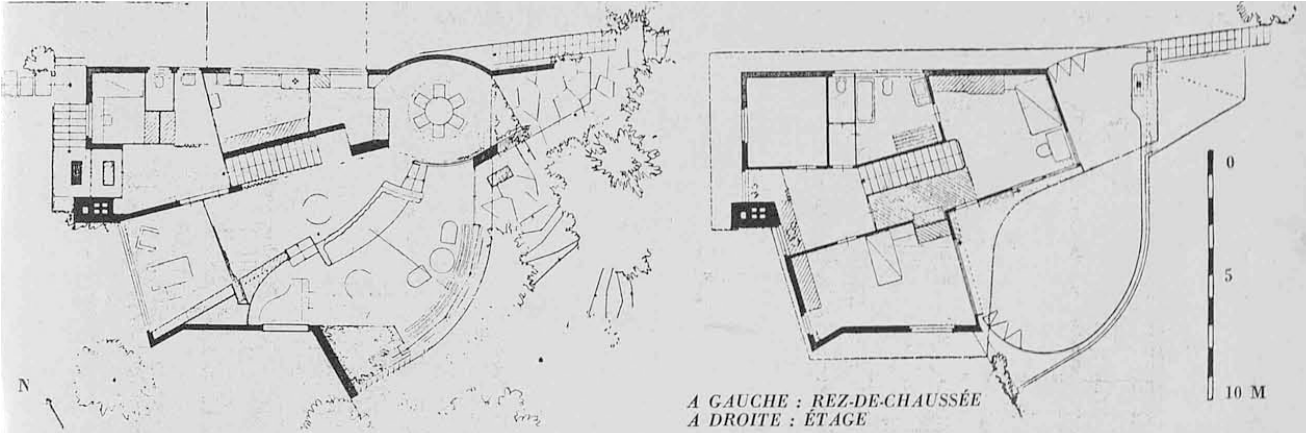 N
0
5
10 M
A GAUCHE : REZ-DE-CHAUSSÉE
A DROITE : ÉTAGE